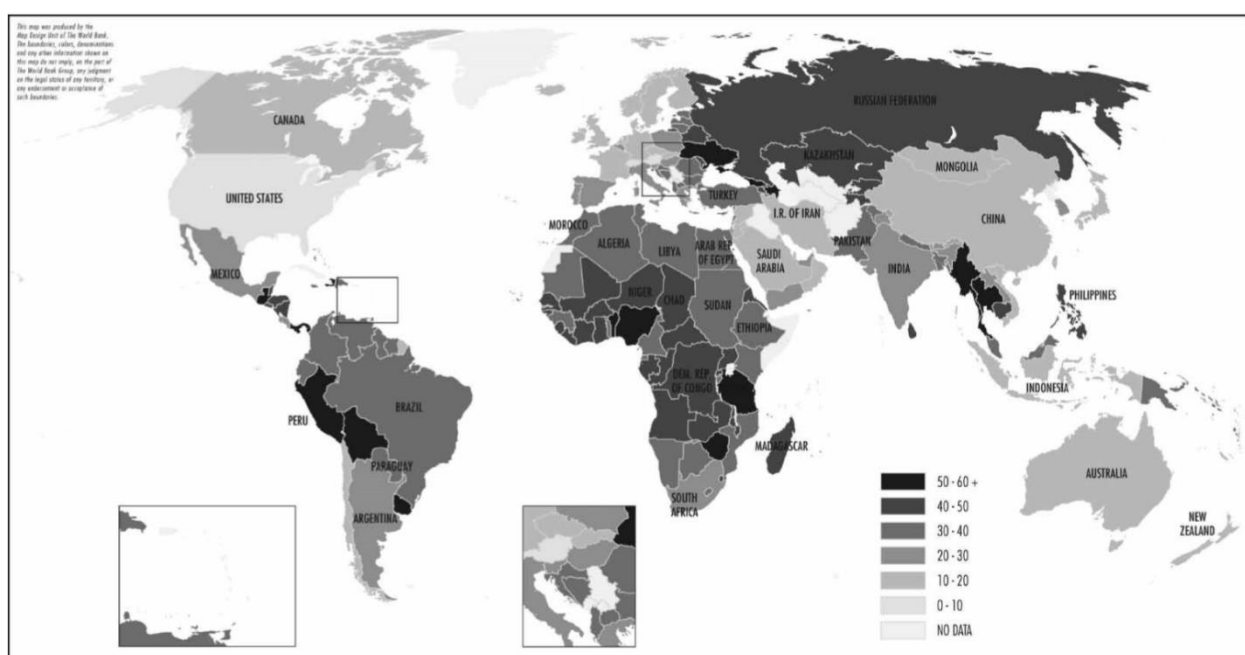 This map was produced by the
Map Design Unit of The World Bank.
The boundaries, colors, denominations
and any other information shown on
this map do not imply, on the part of
The World Bank Group, any judgment
on the legal status of any territory, or
any endorsement or acceptance of
such boundaries.
CANADA
RUSSIAN FEDERATION
KAZAKHSTAN
MONGOLIA
UNITED STATES
TURKEY
I.R. OF IRAN
CHINA
MOROCCO
ALGERIA
LIBYA
ARAB REP.
OF EGYPT
SAUDI
ARABIA
PAKISTAN
INDIA
MEXICO
NIGER
CHAD
SUDAN
PHILIPPINES
ETHIOPIA
DEM. REP.
OF CONGO
INDONESIA
BRAZIL
PERU
MADAGASCAR
PARAGUAY
AUSTRALIA
ARGENTINA
SOUTH
AFRICA
NEW
ZEALAND
50 - 60 +
40 - 50
30 - 40
20 - 30
10 - 20
0 - 10
NO DATA